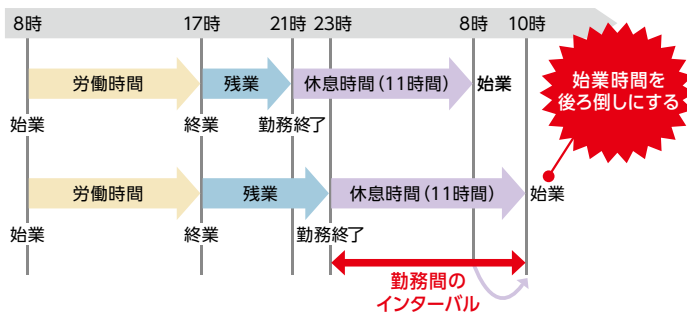 8時 17時 21時 23時 8時 10時
労働時間 残業 休息時間（11時間） 始業
始業 終業 勤務終了
始業時間を
後ろ倒しにする
労働時間 残業 休息時間（11時間） 始業
始業 終業 勤務終了
勤務間の
インターバル